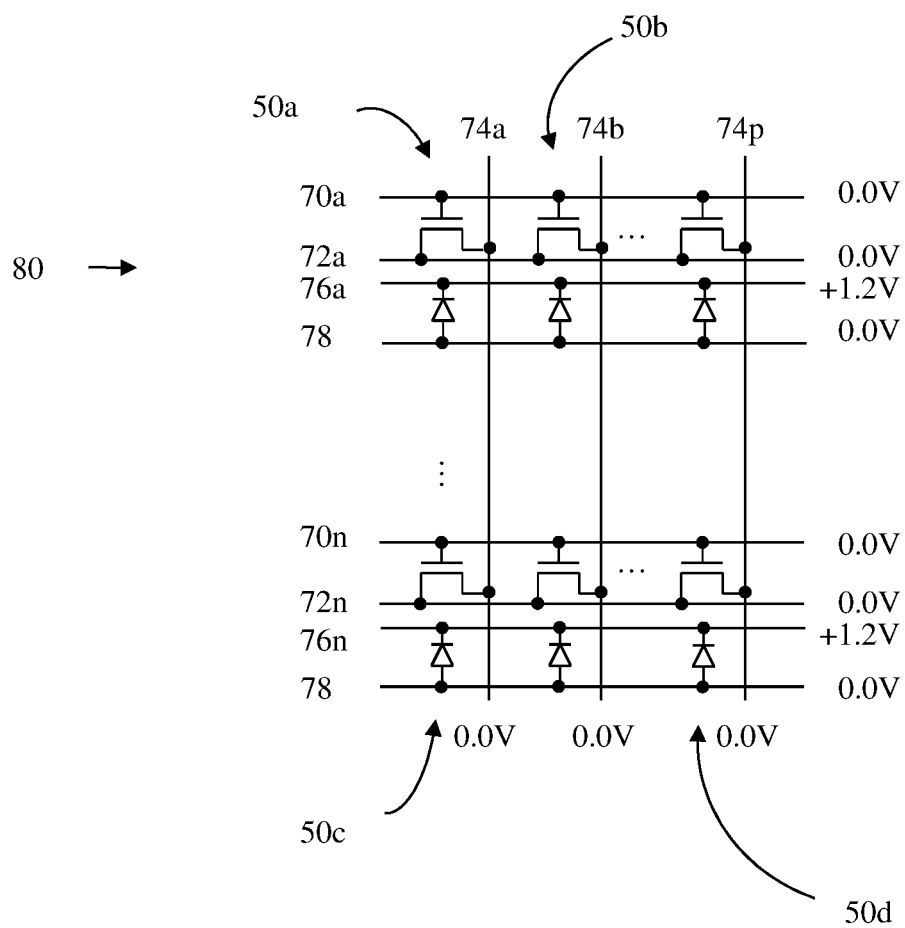 50b
50a
74a 74b 74p
70a 0.0V
...
72a 0.0V
80
76a +1.2V
78 0.0V
...
70n 0.0V
...
72n 0.0V
76n +1.2V
78 0.0V
0.0V 0.0V 0.0V
50c
50d